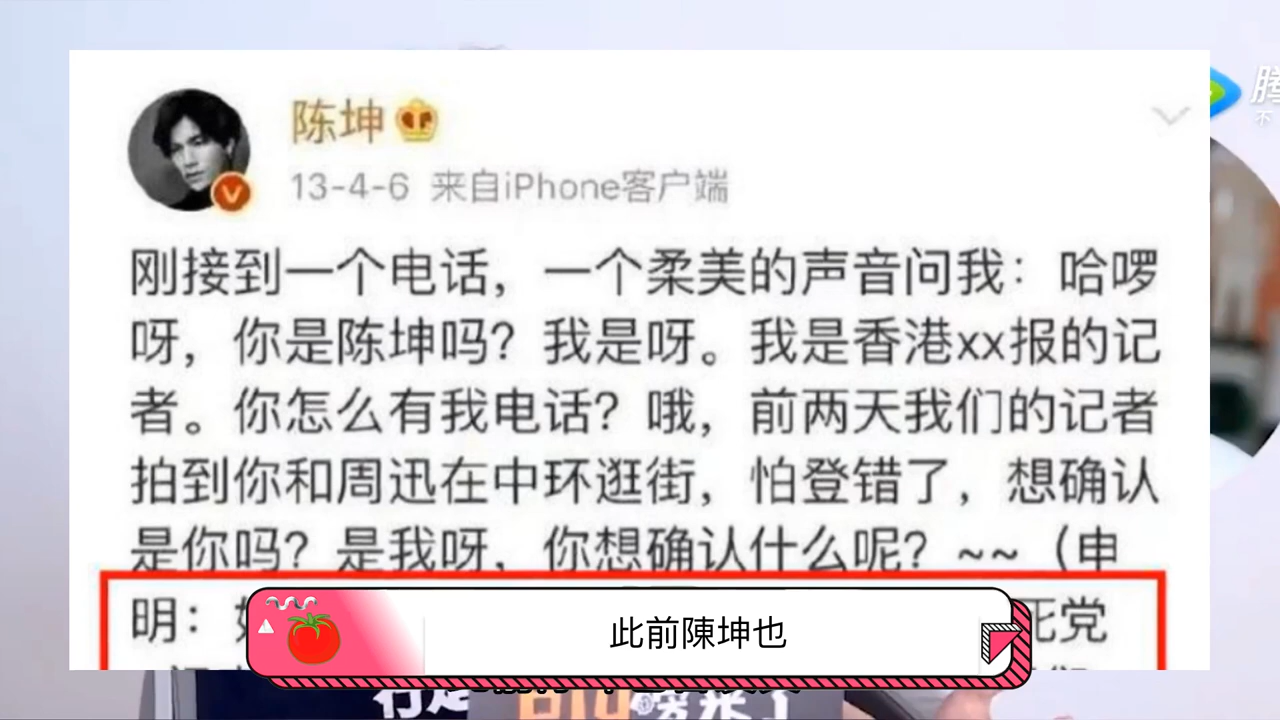 陈坤
13-4-6 来自iPhone客户端
腾
不
刚接到一个电话，一个柔美的声音问我：哈啰
呀，你是陈坤吗？我是呀。我是香港xx报的记
者。你怎么有我电话？哦，前两天我们的记者
拍到你和周迅在中环逛街，怕登错了，想确认
是你吗？是我呀，你想确认什么呢？~~（申
明：
死党
此前陳坤也